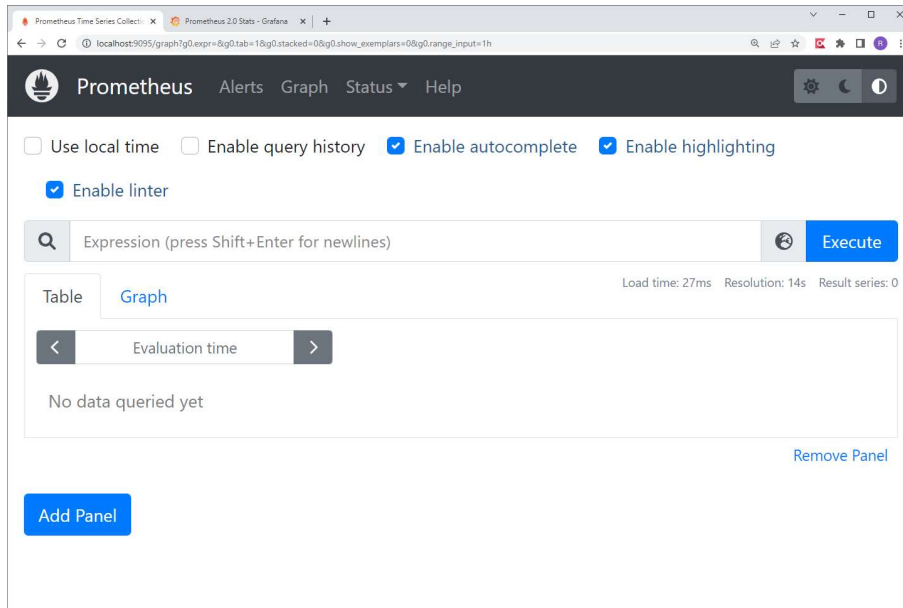 Prometheus Time Series Collecti Prometheus 2.0 Stats - Grafana
localhost:9095/graph?g0.expr=&g0.tab=1&g0.stacked=0&g0.show_exemplars=0&g0.range_input=1h R
Prometheus Alerts Graph Status Help
Use local time Enable query history Enable autocomplete Enable highlighting
Enable linter
Expression (press Shift+Enter for newlines) Execute
Load time: 27ms Resolution: 14s Result series: 0
Table Graph
Evaluation time
No data queried yet
Remove Panel
Add Panel